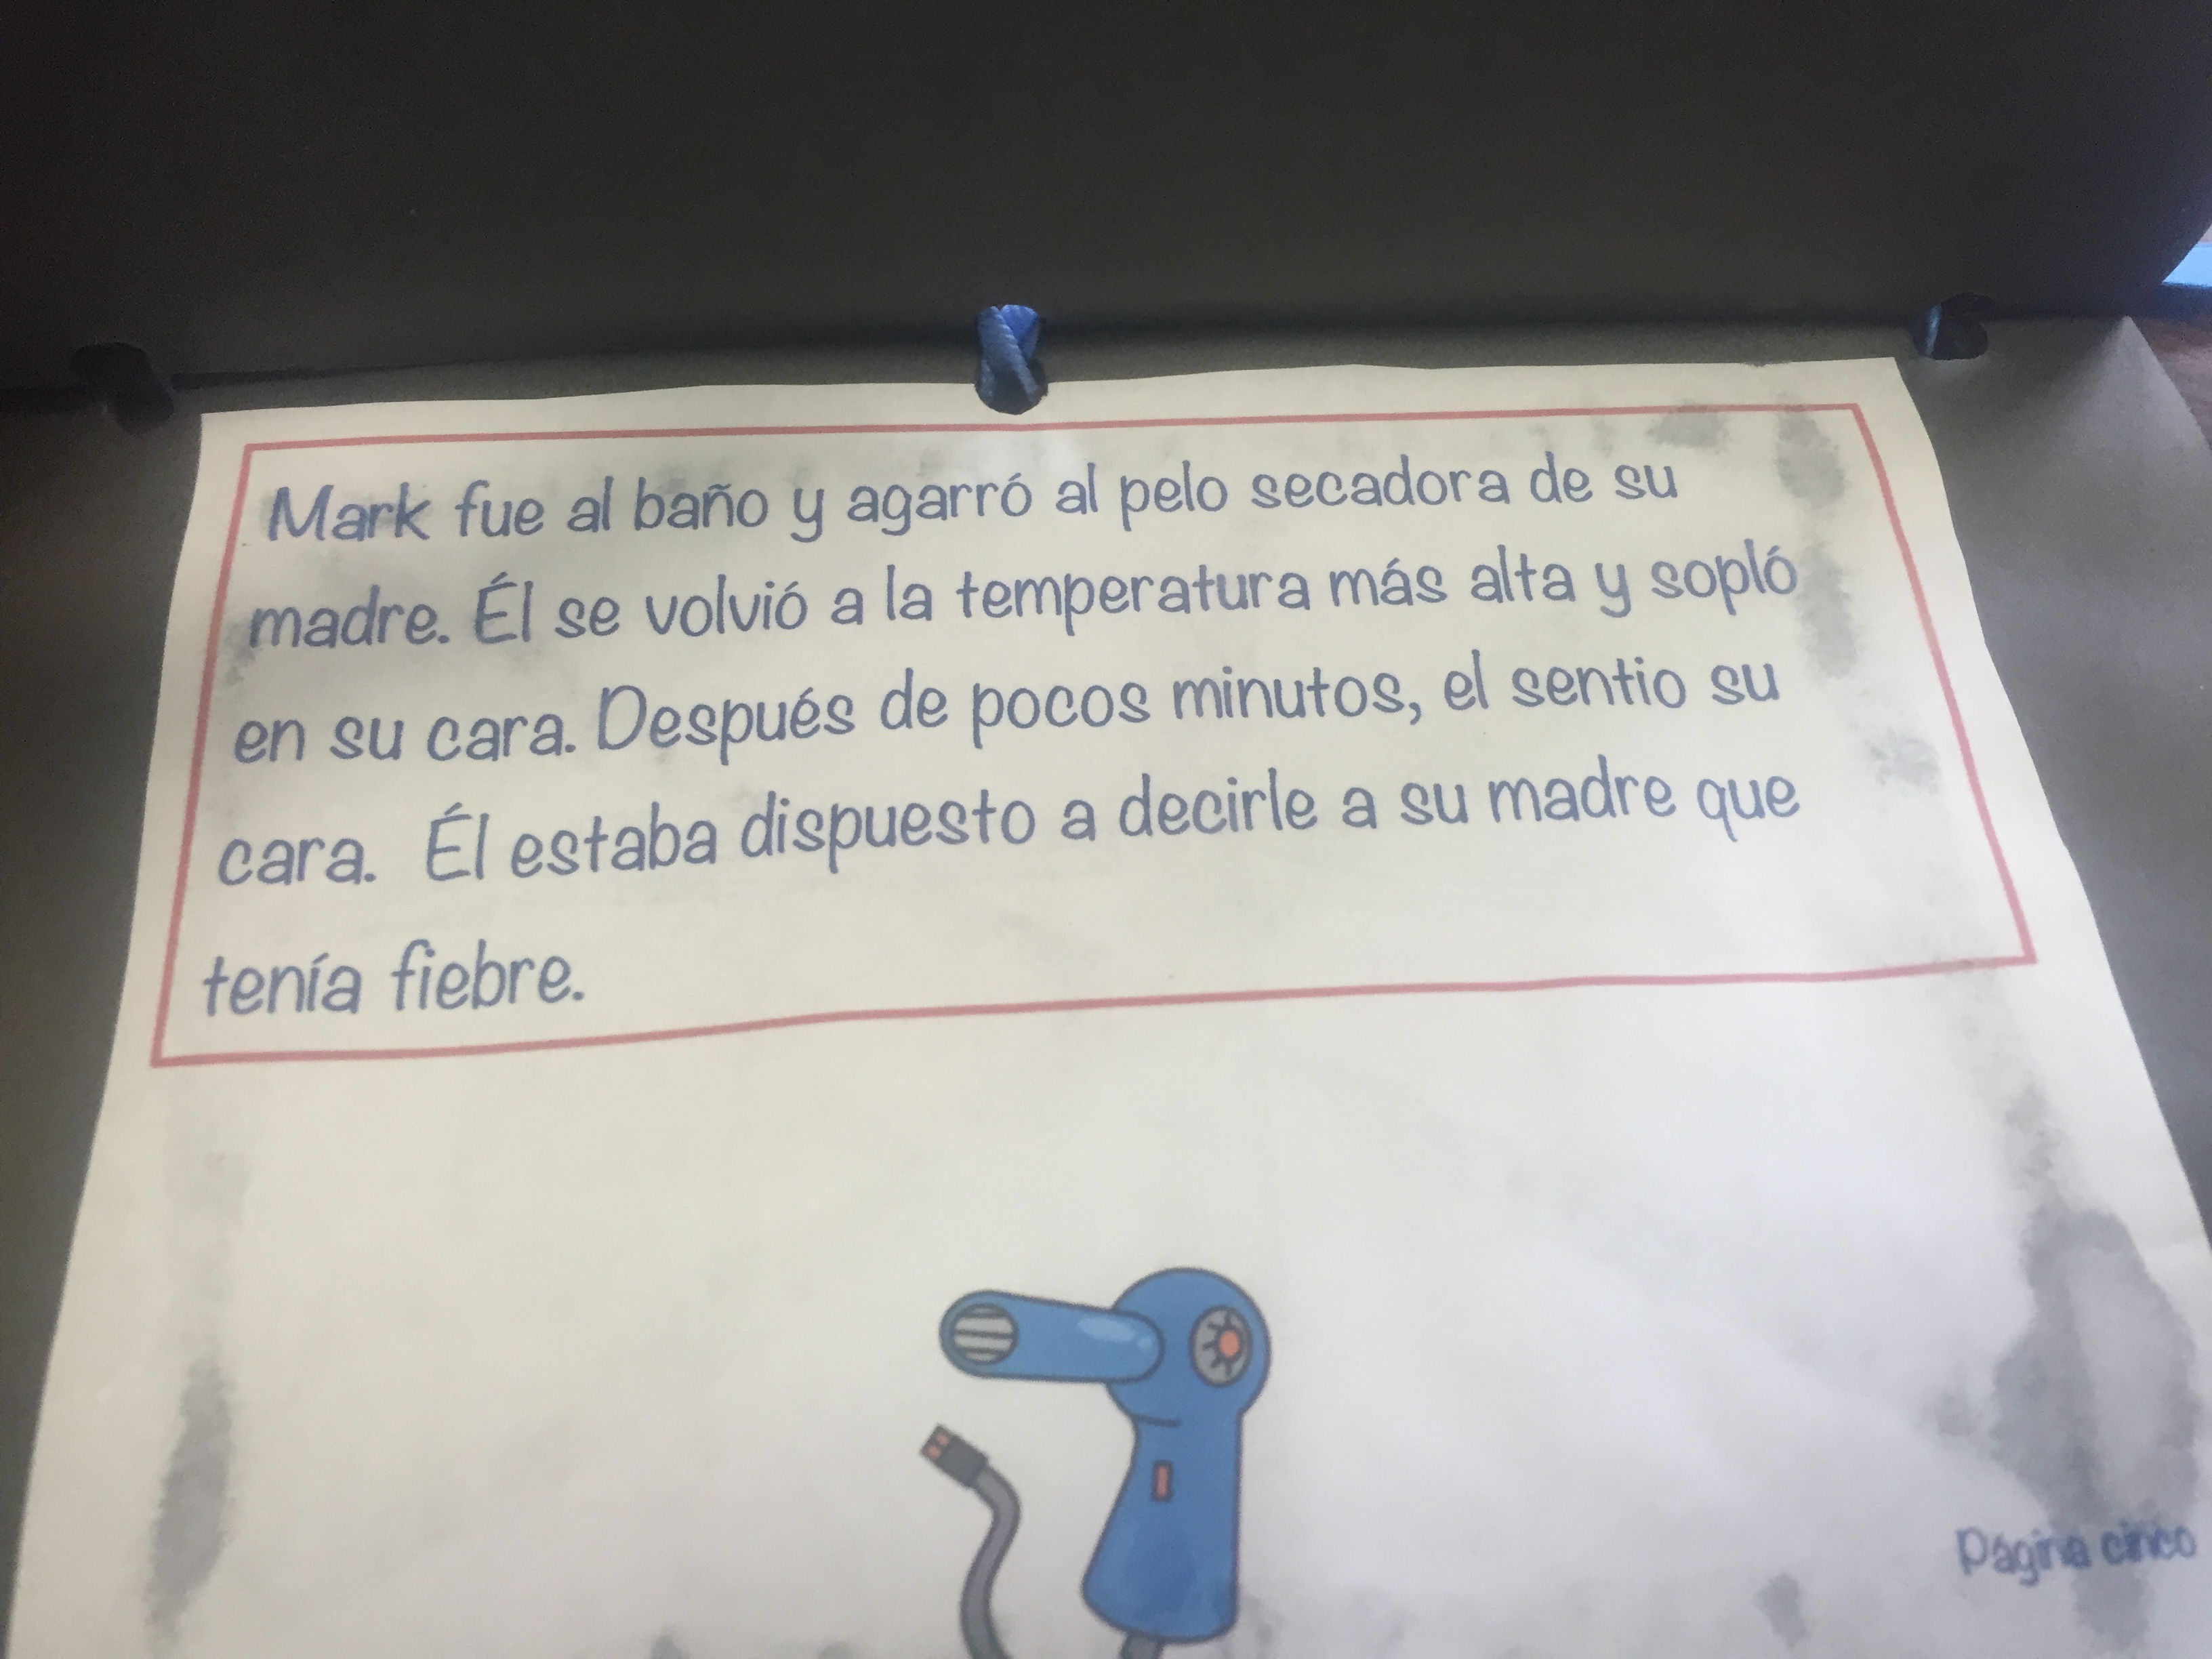 Mark fue al baño y agarró al pelo secadora de su
madre. Él se volvió a la temperatura más alta y sopló
en su cara. Después de pocos minutos, el sentio su
cara. Él estaba dispuesto a decirle a su madre que
tenía fiebre.
Página cinco